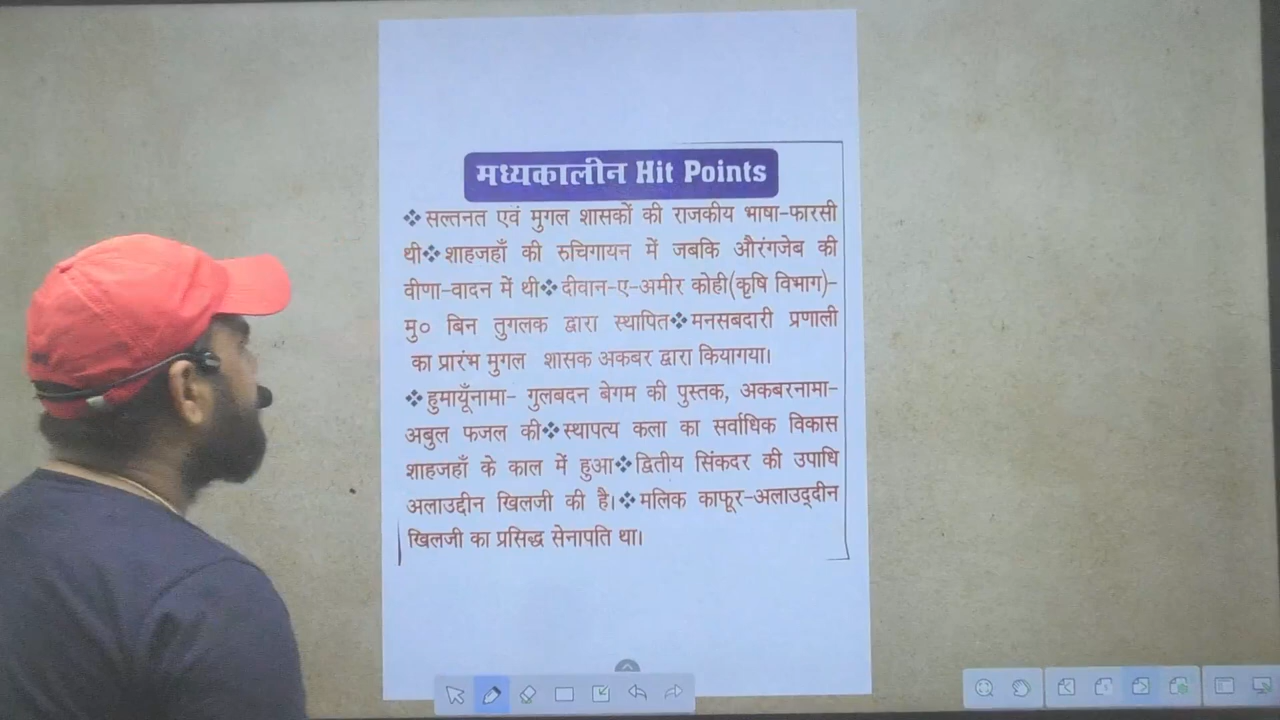 मध्यकालीन Hit Points
❖सल्तनत एवं मुगल शासकों की राजकीय भाषा-फारसी
थी❖शाहजहाँ की रुचिगायन में जबकि औरंगजेब की
वीणा-वादन में थी❖दीवान-ए-अमीर कोही(कृषि विभाग)-
मु० बिन तुगलक द्वारा स्थापित❖मनसबदारी प्रणाली
का प्रारंभ मुगल शासक अकबर द्वारा कियागया।
❖हुमायूँनामा- गुलबदन बेगम की पुस्तक, अकबरनामा-
अबुल फजल की❖स्थापत्य कला का सर्वाधिक विकास
शाहजहाँ के काल में हुआ❖द्वितीय सिंकदर की उपाधि
अलाउद्दीन खिलजी की है।❖मलिक काफूर-अलाउद्‌दीन
खिलजी का प्रसिद्ध सेनापति था।